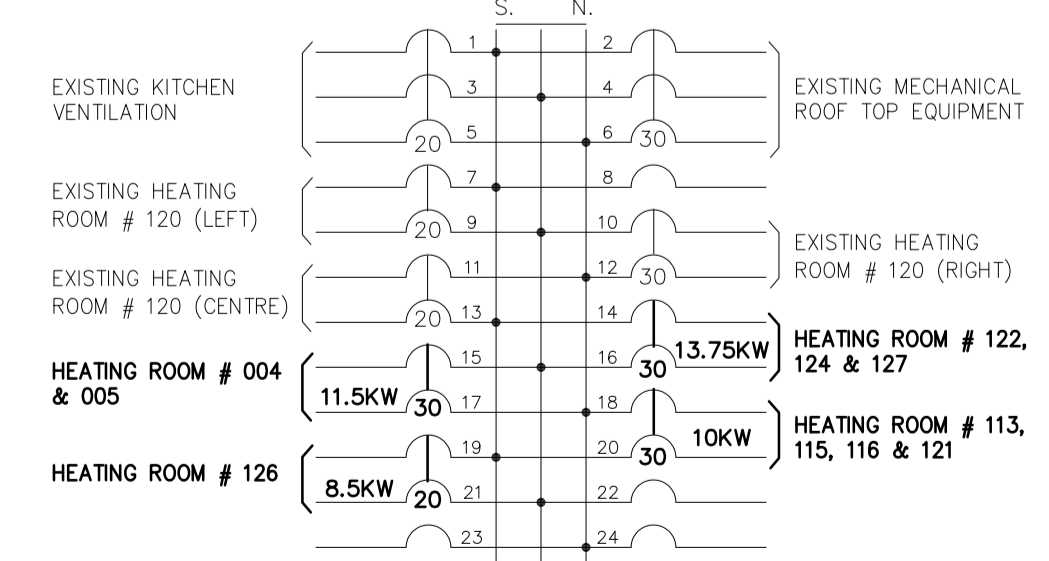 S. N.
1 2
EXISTING KITCHEN
VENTILATION
3 4
EXISTING MECHANICAL
ROOF TOP EQUIPMENT
20 5 6 30
7 8
EXISTING HEATING
ROOM # 120 (LEFT)
20 9 10
EXISTING HEATING
ROOM # 120 (RIGHT)
11 12 30
EXISTING HEATING
ROOM # 120 (CENTRE)
20 13 14
HEATING ROOM # 122,
124 & 127
13.75KW
15 16 30
HEATING ROOM # 004
& 005
11.5KW
30 17 18
HEATING ROOM # 113,
115, 116 & 121
10KW
19 20 30
HEATING ROOM # 126
8.5KW
20 21 22
23 24